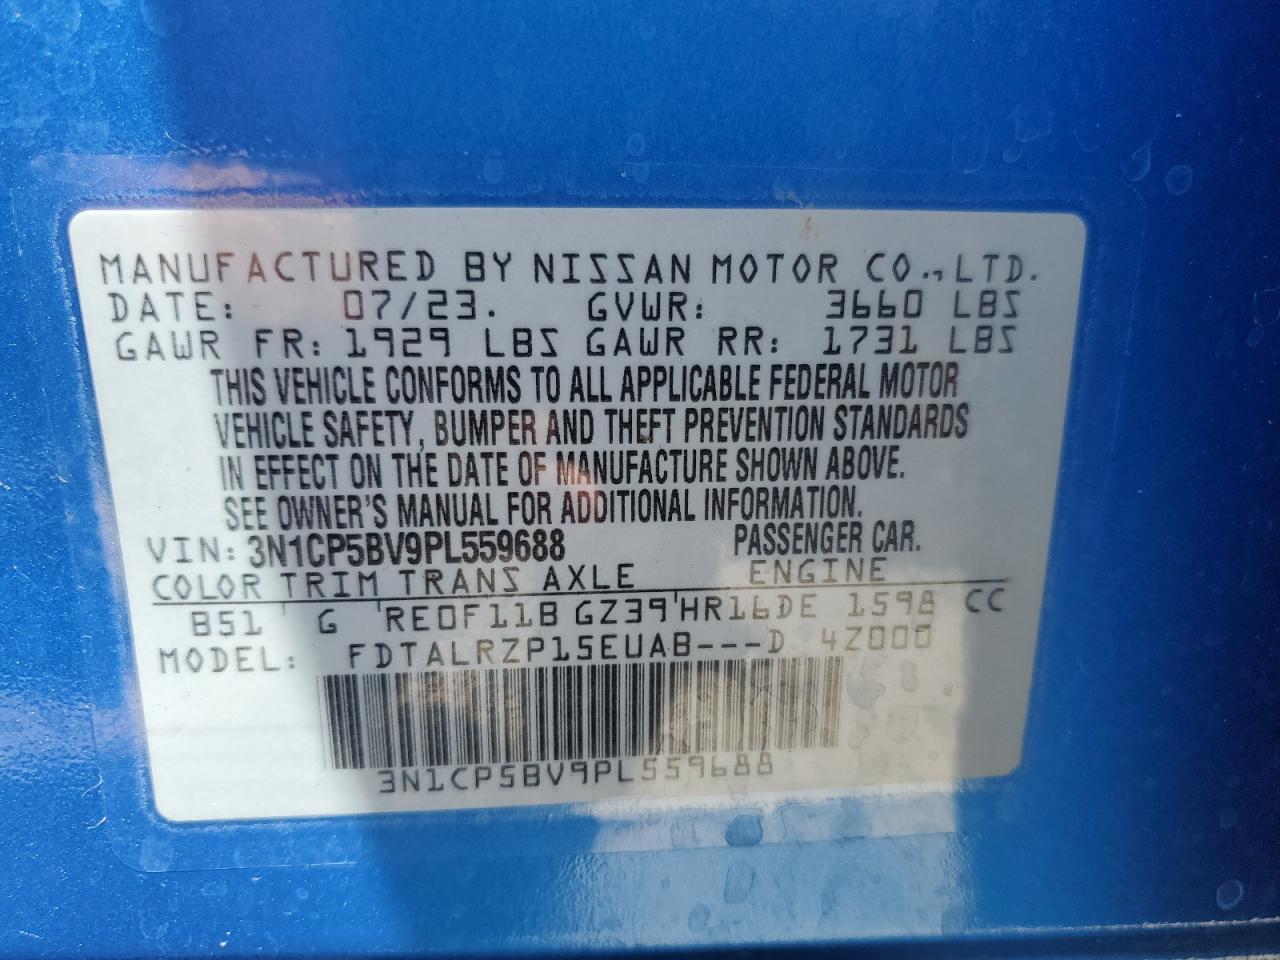 MANUFACTURED BY NISSAN MOTOR CO., LTD.
DATE: 07/23. GVWR: 3660 LBS
GAWR FR: 1929 LBS GAWR RR: 1731 LBS
THIS VEHICLE CONFORMS TO ALL APPLICABLE FEDERAL MOTOR
VEHICLE SAFETY, BUMPER AND THEFT PREVENTION STANDARDS
IN EFFECT ON THE DATE OF MANUFACTURE SHOWN ABOVE.
SEE OWNER'S MANUAL FOR ADDITIONAL INFORMATION.
VIN: 3N1CP5BV9PL559688 PASSENGER CAR.
COLOR TRIM TRANS AXLE ENGINE
B51 G RE0F11B GZ39 HR16DE 1598 CC
MODEL: FDTALRZP15EUAB---D 4Z000
3N1CP5BV9PL559688